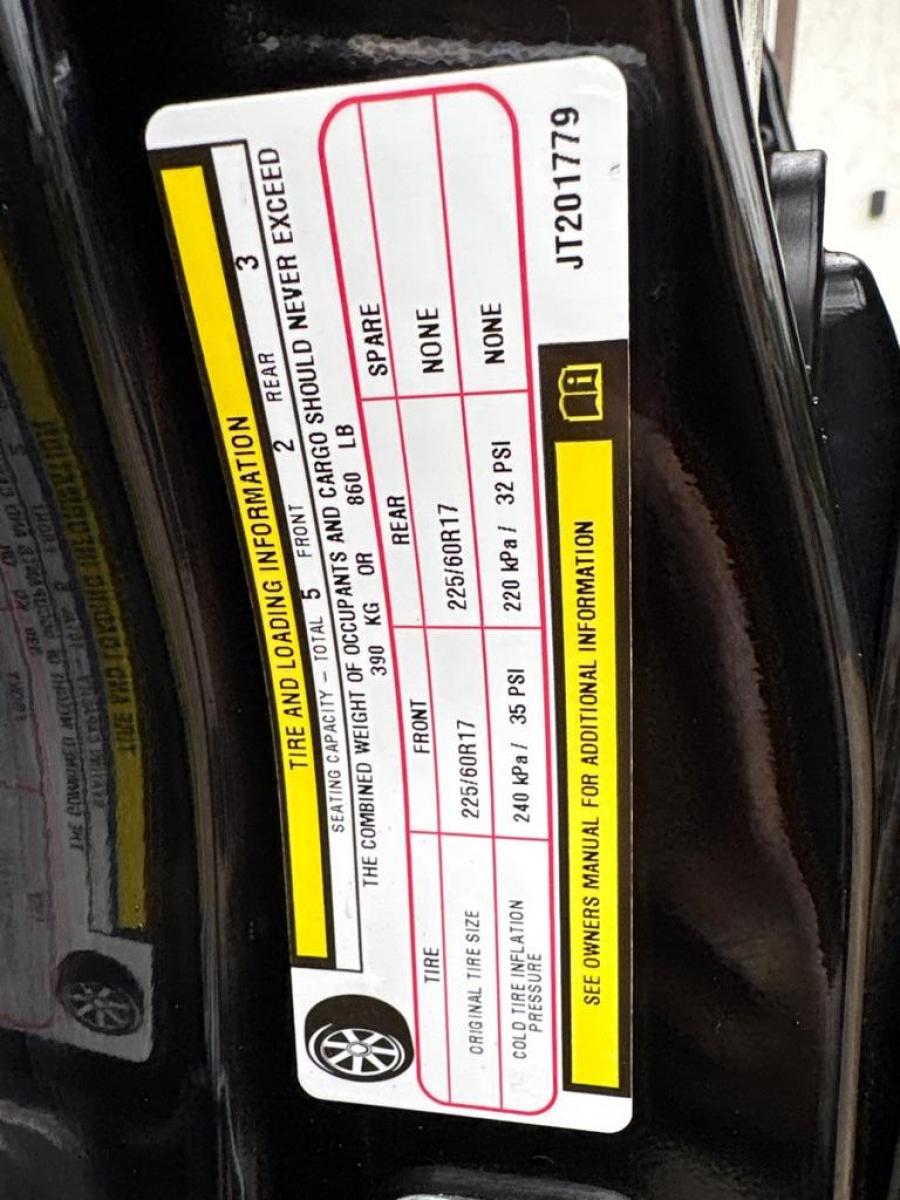 TIRE AND LOADING INFORMATION
SEATING CAPACITY – TOTAL 5 FRONT 2 REAR 3
THE COMBINED WEIGHT OF OCCUPANTS AND CARGO SHOULD NEVER EXCEED
390 KG OR 860 LB
TIRE FRONT REAR SPARE
ORIGINAL TIRE SIZE 225/60R17 225/60R17 NONE
COLD TIRE INFLATION
PRESSURE 240 kPa / 35 PSI 220 kPa / 32 PSI NONE
SEE OWNERS MANUAL FOR ADDITIONAL INFORMATION
JT201779